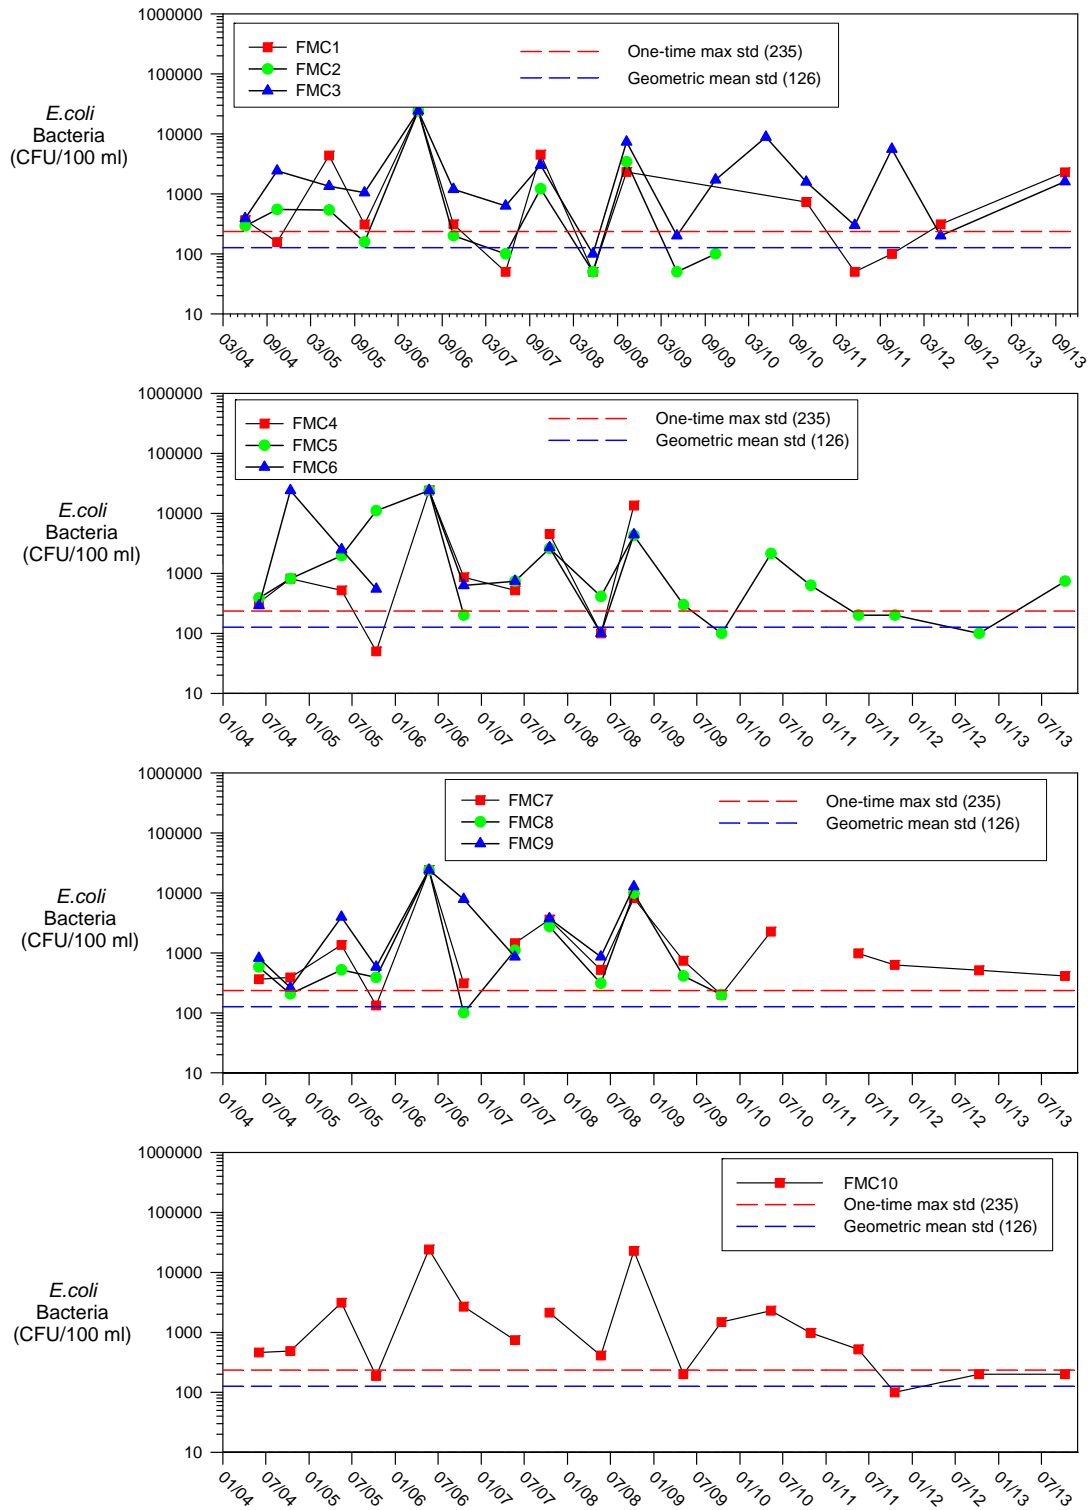 1000000
100000
10000
1000
100
10
E.coli
Bacteria
(CFU/100 ml)
FMC1
FMC2
FMC3
One-time max std (235)
Geometric mean std (126)
03/04 09/04 03/05 09/05 03/06 09/06 03/07 09/07 03/08 09/08 03/09 09/09 03/10 09/10 03/11 09/11 03/12 09/12 03/13 09/13
1000000
100000
10000
1000
100
10
E.coli
Bacteria
(CFU/100 ml)
FMC4
FMC5
FMC6
One-time max std (235)
Geometric mean std (126)
01/04 07/04 01/05 07/05 01/06 07/06 01/07 07/07 01/08 07/08 01/09 07/09 01/10 07/10 01/11 07/11 01/12 07/12 01/13 07/13
1000000
100000
10000
1000
100
10
E.coli
Bacteria
(CFU/100 ml)
FMC7
FMC8
FMC9
One-time max std (235)
Geometric mean std (126)
01/04 07/04 01/05 07/05 01/06 07/06 01/07 07/07 01/08 07/08 01/09 07/09 01/10 07/10 01/11 07/11 01/12 07/12 01/13 07/13
1000000
100000
10000
1000
100
10
E.coli
Bacteria
(CFU/100 ml)
FMC10
One-time max std (235)
Geometric mean std (126)
01/04 07/04 01/05 07/05 01/06 07/06 01/07 07/07 01/08 07/08 01/09 07/09 01/10 07/10 01/11 07/11 01/12 07/12 01/13 07/13